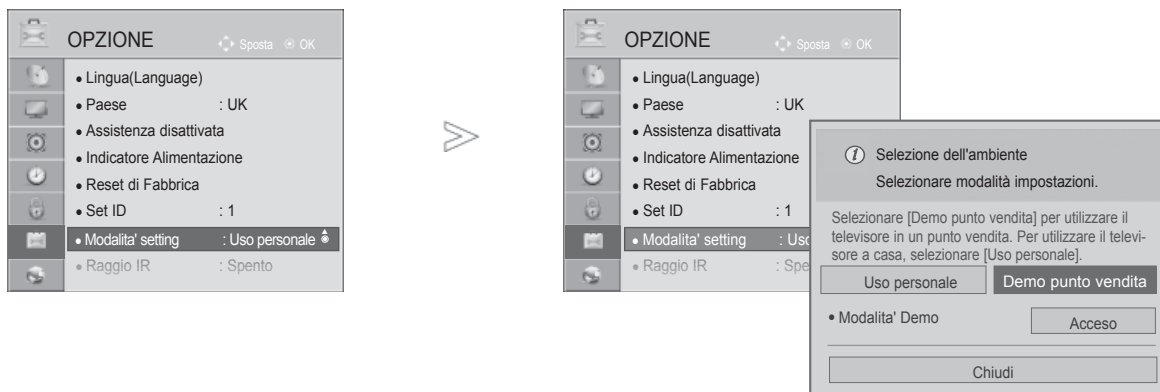 OPZIONE
Sposta OK
• Lingua(Language)
• Paese : UK
• Assistenza disattivata
• Indicatore Alimentazione
• Reset di Fabbrica
• Set ID : 1
• Modalita' setting : Uso personale
• Raggio IR : Spento
OPZIONE
Sposta OK
• Lingua(Language)
• Paese : UK
• Assistenza disattivata
• Indicatore Alimentazione
• Reset di Fabbrica
• Set ID : 1
• Modalita' setting : Uso
• Raggio IR : Spe
i Selezione dell'ambiente
Selezionare modalità impostazioni.
Selezionare [Demo punto vendita] per utilizzare il
televisore in un punto vendita. Per utilizzare il televi-
sore a casa, selezionare [Uso personale].
Uso personale Demo punto vendita
• Modalita' Demo Acceso
Chiudi